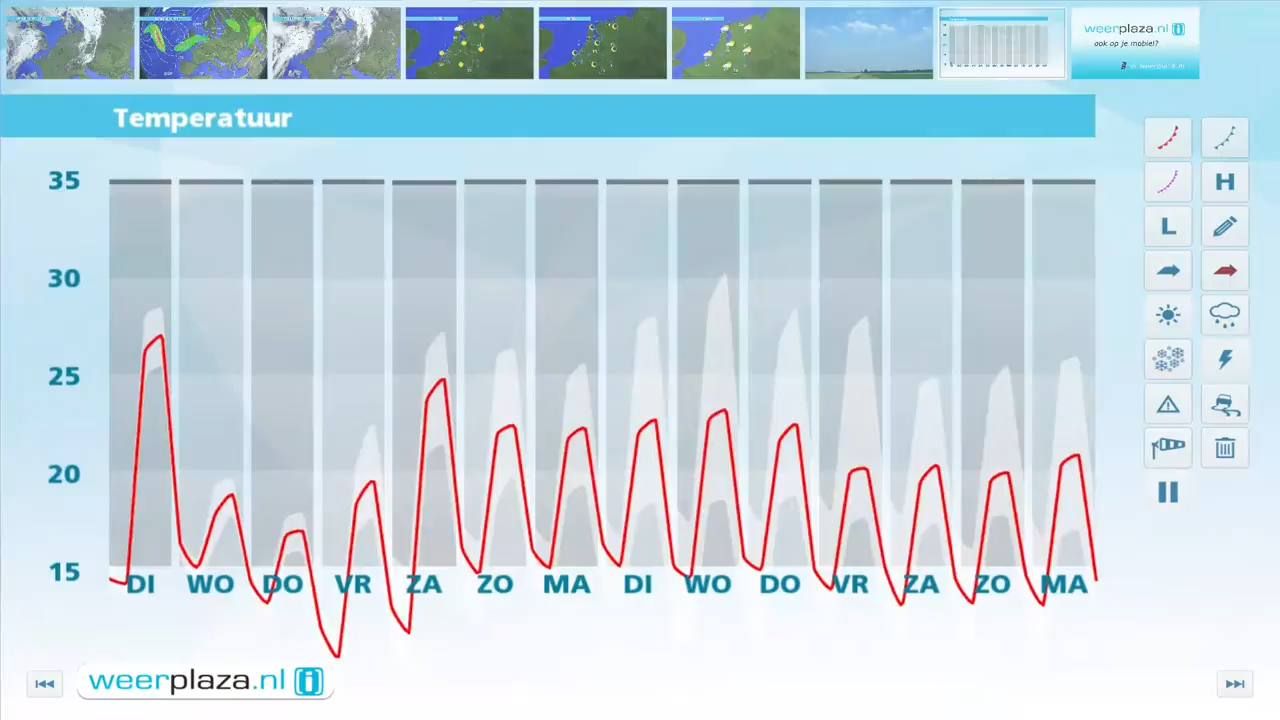 weerplaza.nl
ook op je mobiel?
Temperatuur
35
30
25
20
15
H
L
DI WO DO VR ZA ZO MA DI WO DO VR ZA ZO MA
weerplaza.nl